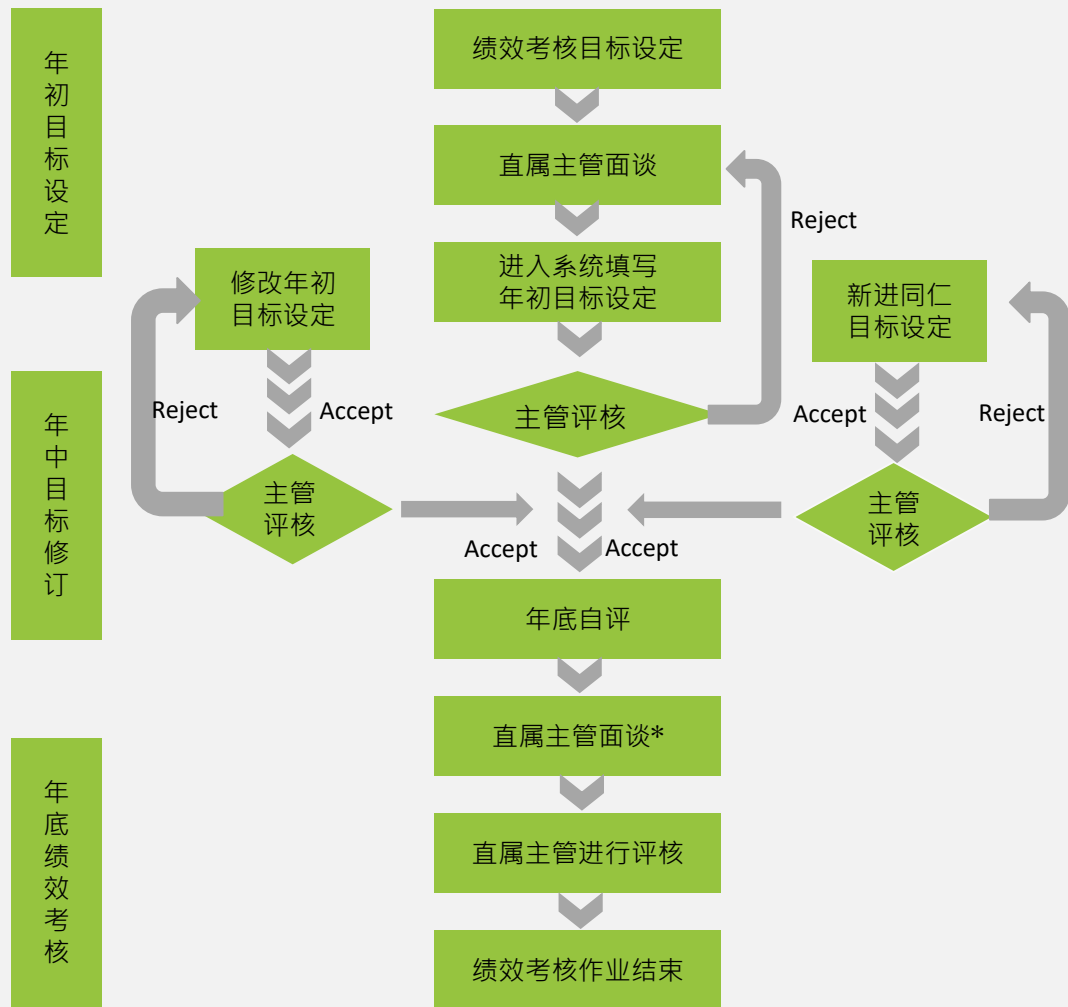 年初目标设定
绩效考核目标设定
直属主管面谈
Reject
进入系统填写
年初目标设定
修改年初
目标设定
新进同仁
目标设定
年中目标修订
Reject
Accept
主管评核
Accept
Reject
主管
评核
主管
评核
Accept
Accept
年底自评
直属主管面谈*
年底绩效考核
直属主管进行评核
绩效考核作业结束